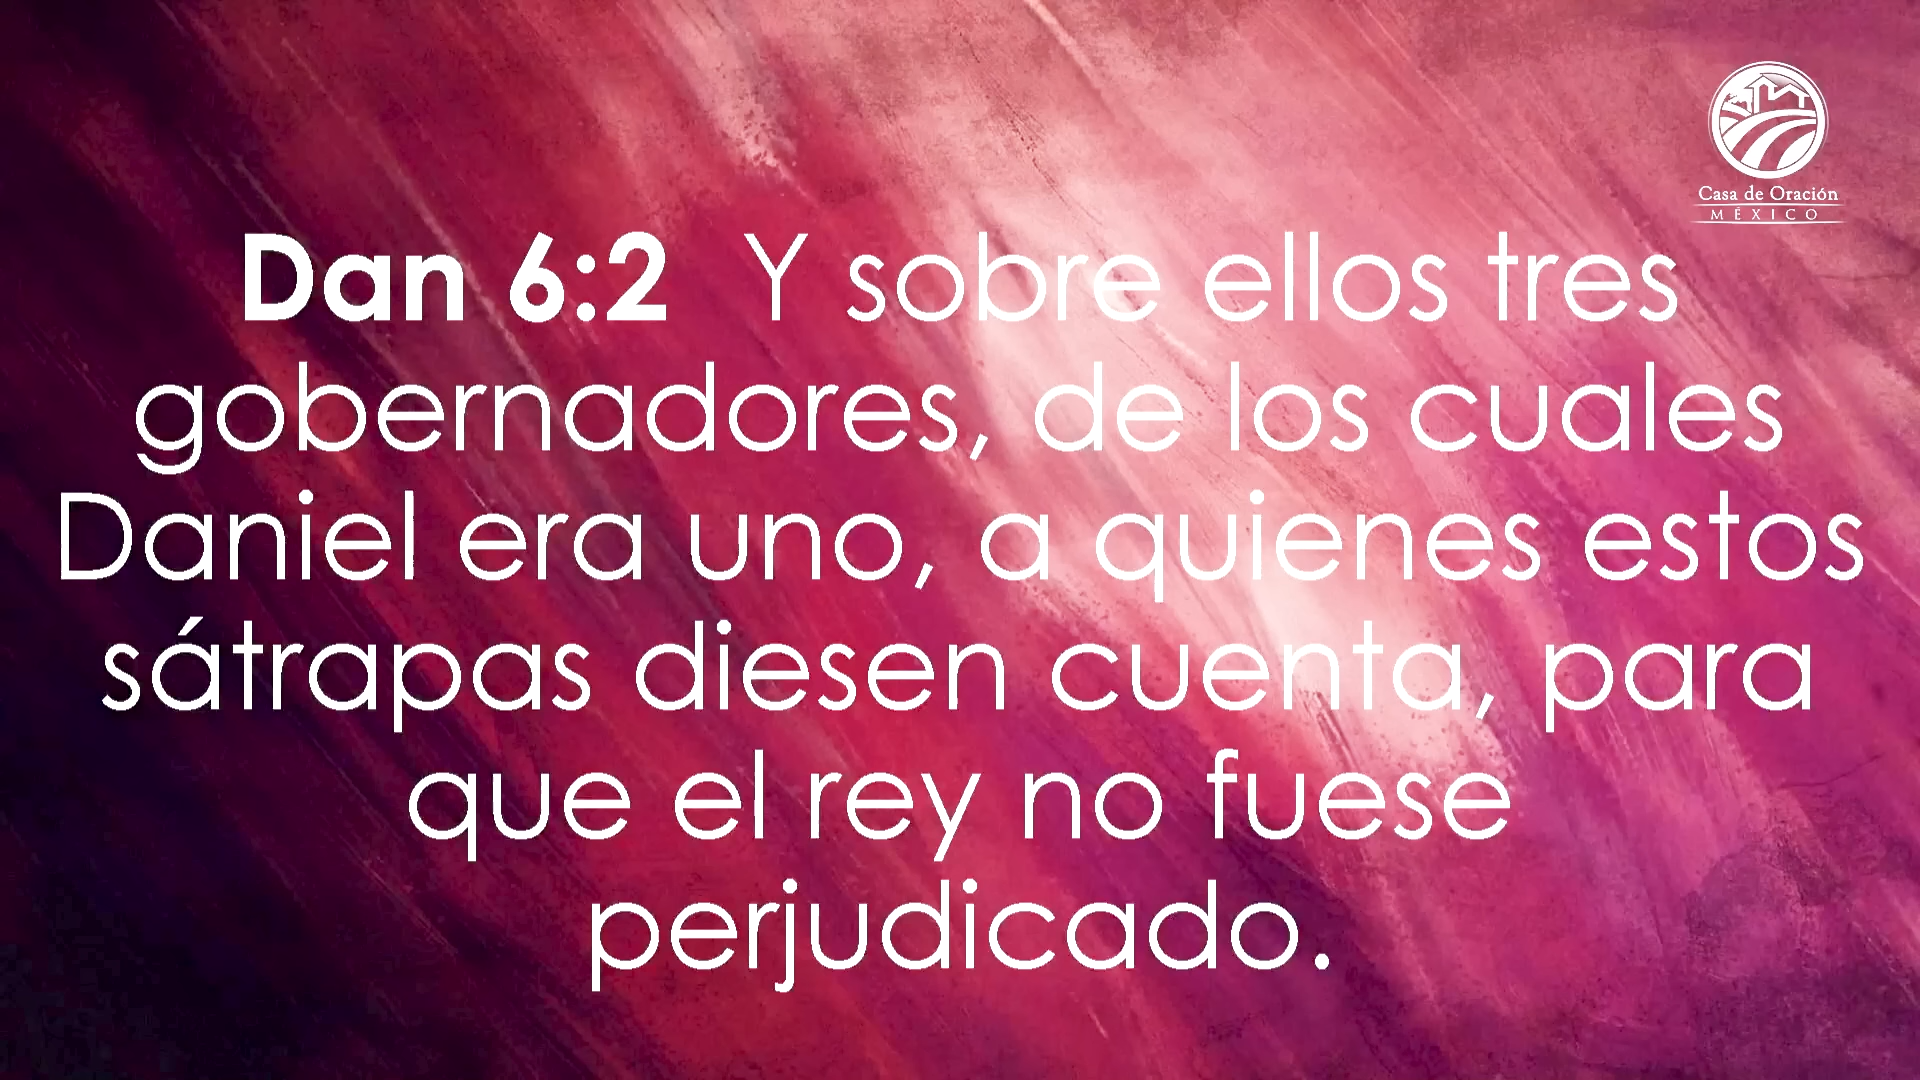 Casa de Oración
MÉXICO
Dan 6:2 Y sobre ellos tres
gobernadores, de los cuales
Daniel era uno, a quienes estos
sátrapas diesen cuenta, para
que el rey no fuese
perjudicado.